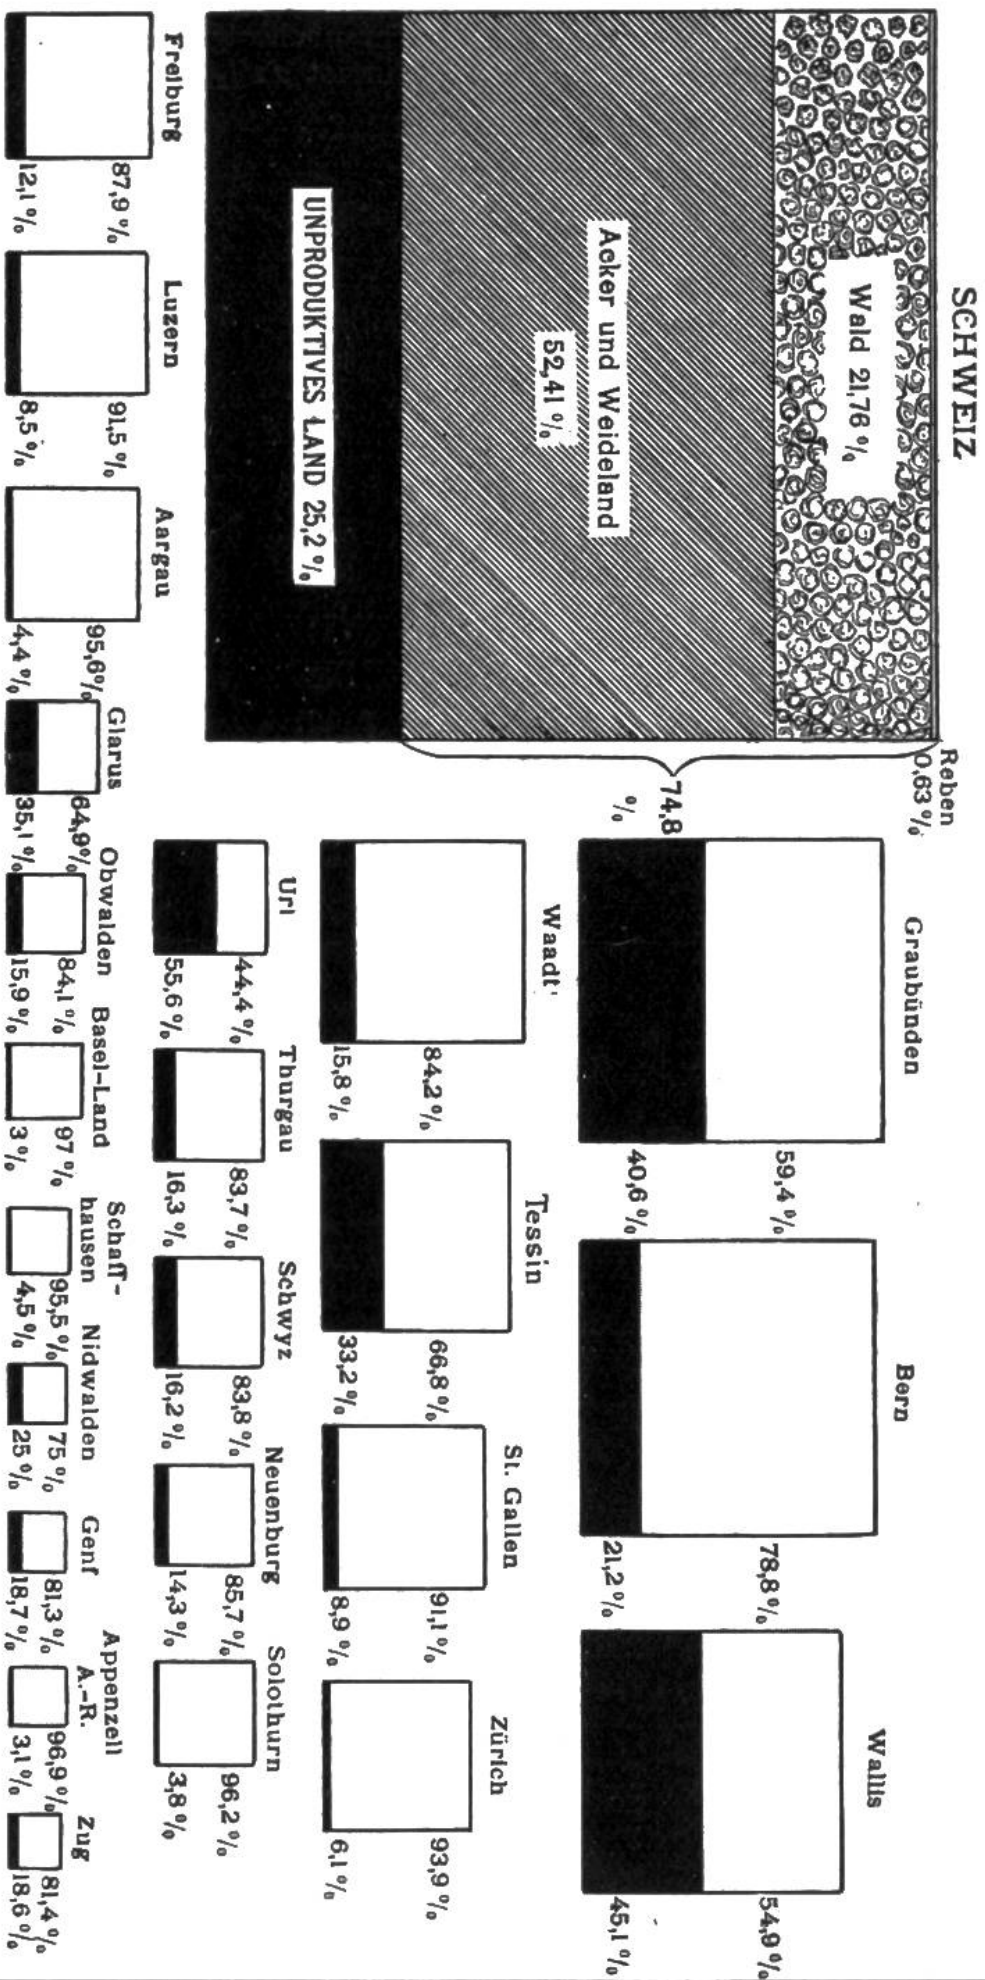 SCHWEIZ
Reben
0,63 %
Wald 21,76 %
Acker und Weideland
52,41 %
74,8
%
UNPRODUKTIVES LAND 25,2 %
Graubünden
59,4 %
40,6 %
Bern
78,8 %
21,2 %
Wallis
54,9 %
45,1 %
Waadt
84,2 %
15,8 %
Tessin
66,8 %
33,2 %
St. Gallen
91,1 %
8,9 %
Zürich
93,9 %
6,1 %
Uri
44,4 %
55,6 %
Thurgau
83,7 %
16,3 %
Schwyz
83,8 %
16,2 %
Neuenburg
85,7 %
14,3 %
Solothurn
96,2 %
3,8 %
Freiburg
87,9 %
12,1 %
Luzern
91,5 %
8,5 %
Aargau
95,6 %
4,4 %
Glarus
64,9 %
35,1 %
Obwalden
84,1 %
15,9 %
Basel-Land
97 %
3 %
Schaff-
hausen
95,5 %
4,5 %
Nidwalden
75 %
25 %
Genf
81,3 %
18,7 %
Appenzell
A.-R.
96,9 %
3,1 %
Zug
81,4 %
18,6 %